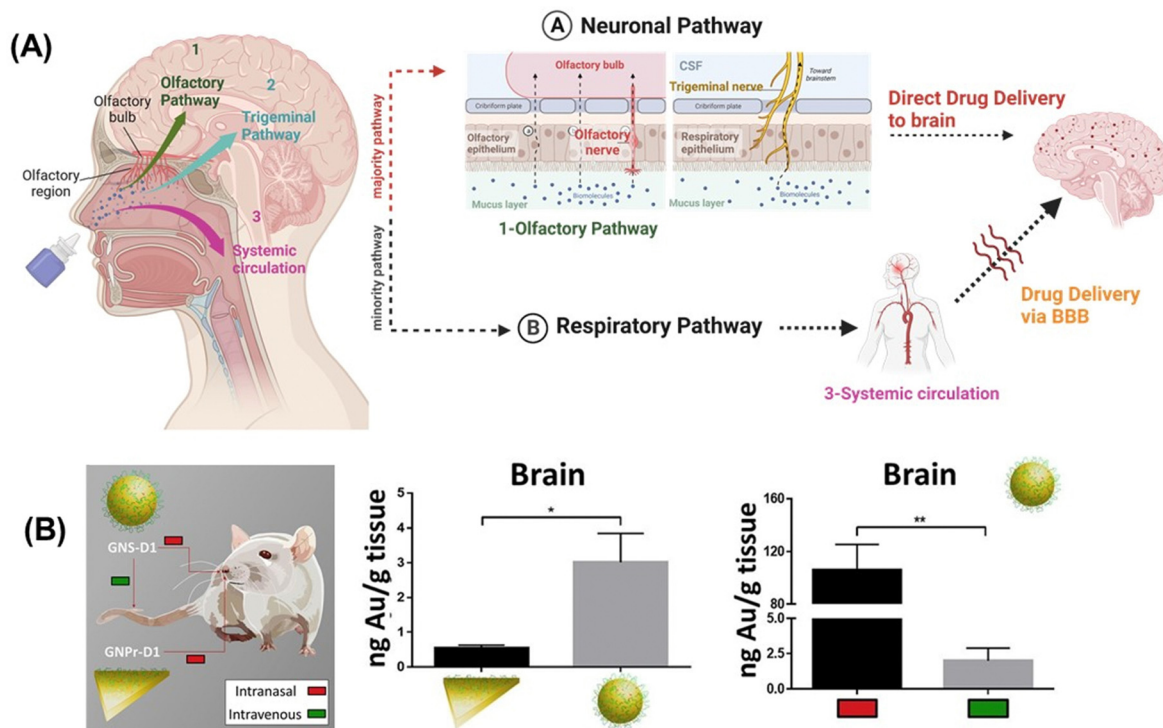 (A)
1
Olfactory
Pathway
2
Trigeminal
Pathway
Olfactory
bulb
Olfactory
region
3
Systemic
circulation
majority pathway
minority pathway
A Neuronal Pathway
Olfactory bulb
Cribriform plate
Olfactory
epithelium
Olfactory
nerve
Biomolecules
Mucus layer
CSF
Toward
brainstem
Trigeminal nerve
Cribriform plate
Respiratory
epithelium
Biomolecules
Mucus layer
1-Olfactory Pathway
Direct Drug Delivery
to brain
B Respiratory Pathway
3-Systemic circulation
Drug Delivery
via BBB
(B)
GNS-D1
GNPr-D1
Intranasal
Intravenous
Brain
ng Au/g tissue
5
4
3
2
1
0
*
Brain
ng Au/g tissue
160
120
80
5.0
2.5
0.0
**